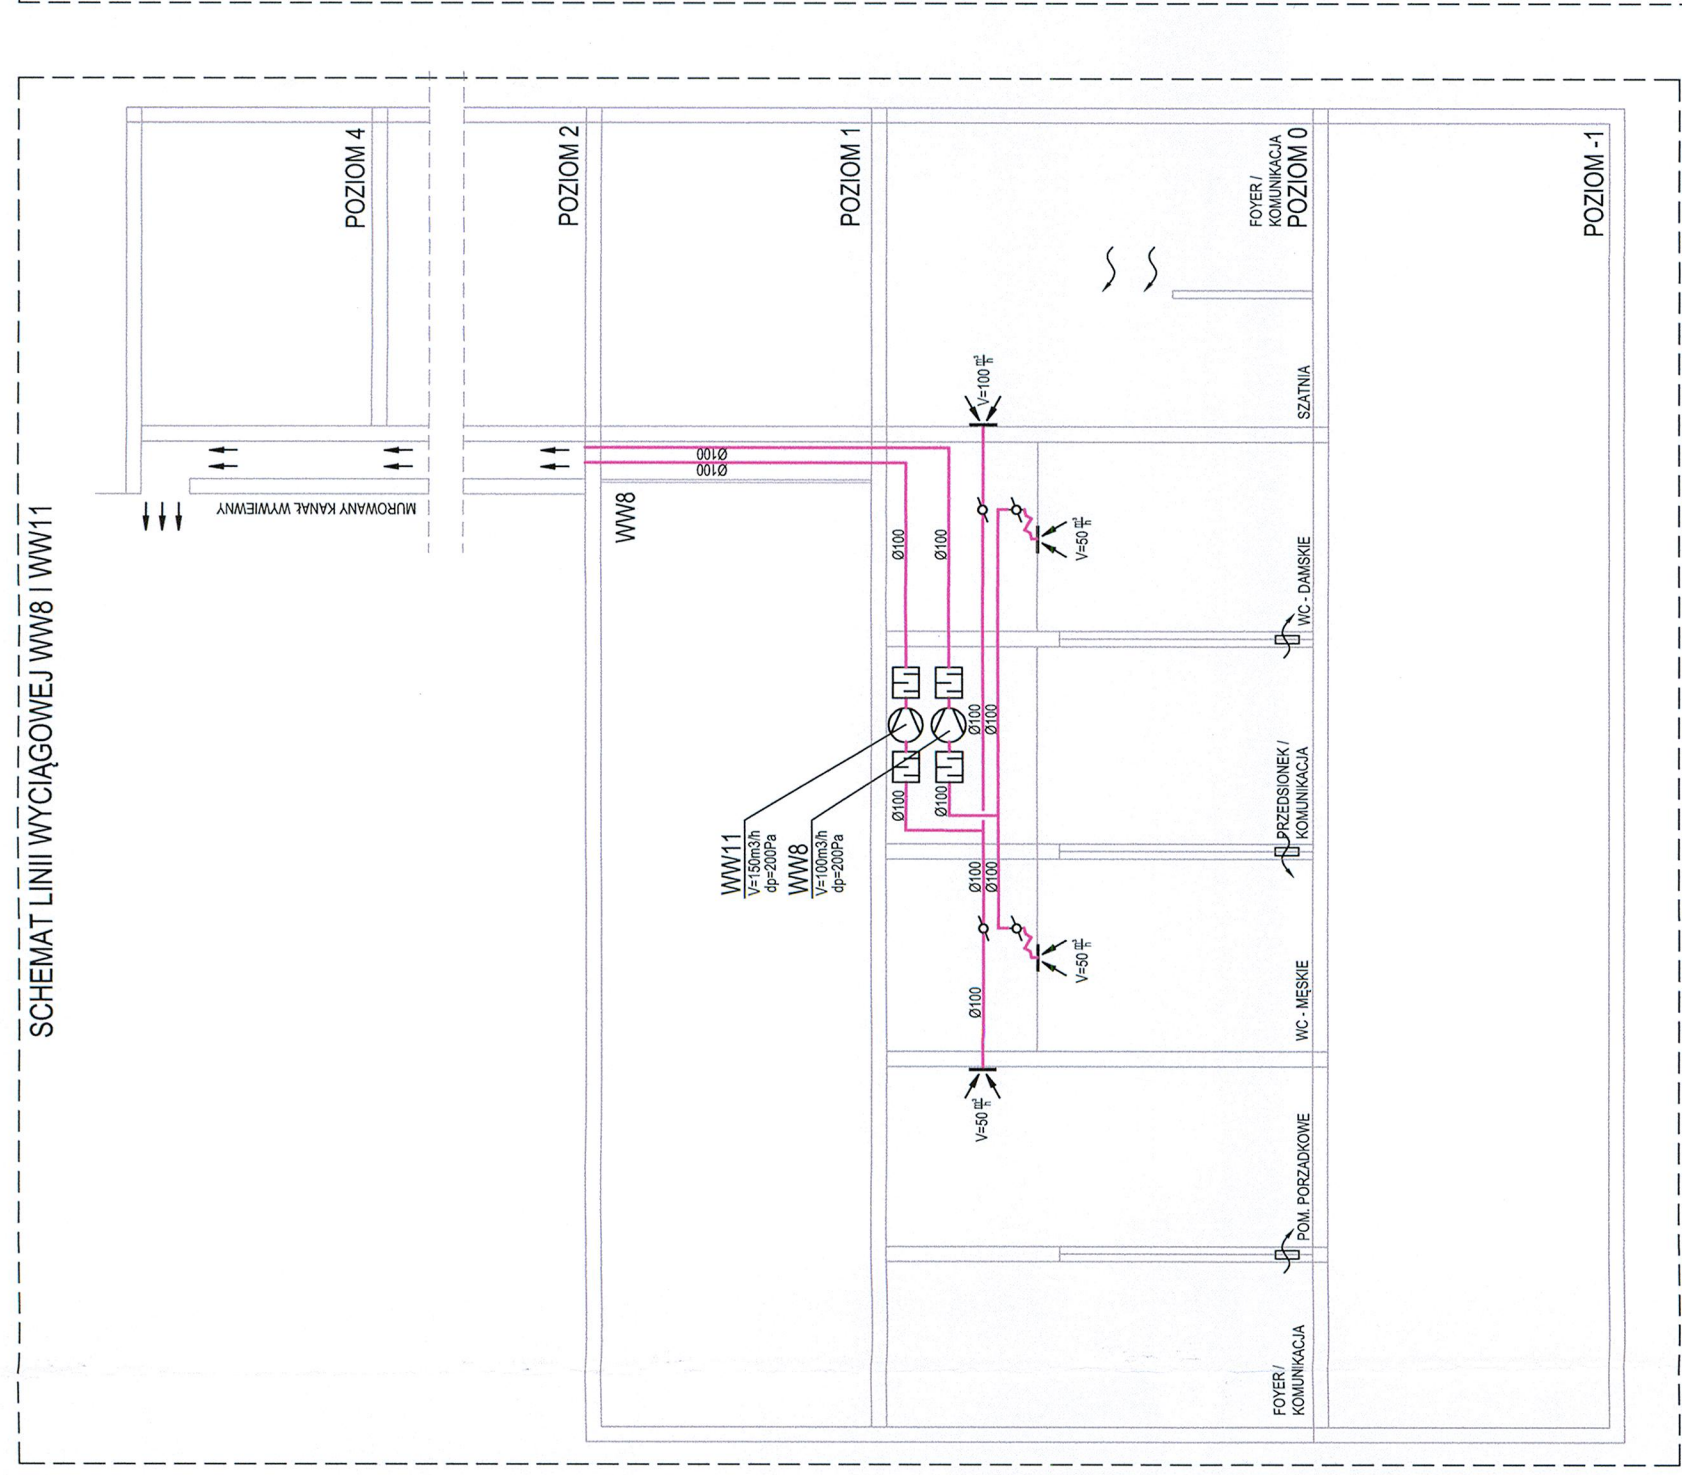 SCHEMAT LINII WYCIĄGOWEJ WW8 I WW11
POZIOM 4
MUROWANY KANAŁ WYWIEWNY
POZIOM 2
WW8
Ø100
Ø100
POZIOM 1
WW11
V=150m3/h
dp=200Pa
WW8
V=100m3/h
dp=200Pa
Ø100
Ø100
Ø100
Ø100
Ø100
Ø100
Ø100
Ø100
Ø100
V=50 m³/h
V=100 m³/h
V=50 m³/h
V=50 m³/h
FOYER /
KOMUNIKACJA
POM. PORZADKOWE
WC - MĘSKIE
PRZEDSIONEK /
KOMUNIKACJA
WC - DAMSKIE
SZATNIA
FOYER /
KOMUNIKACJA
POZIOM 0
POZIOM -1